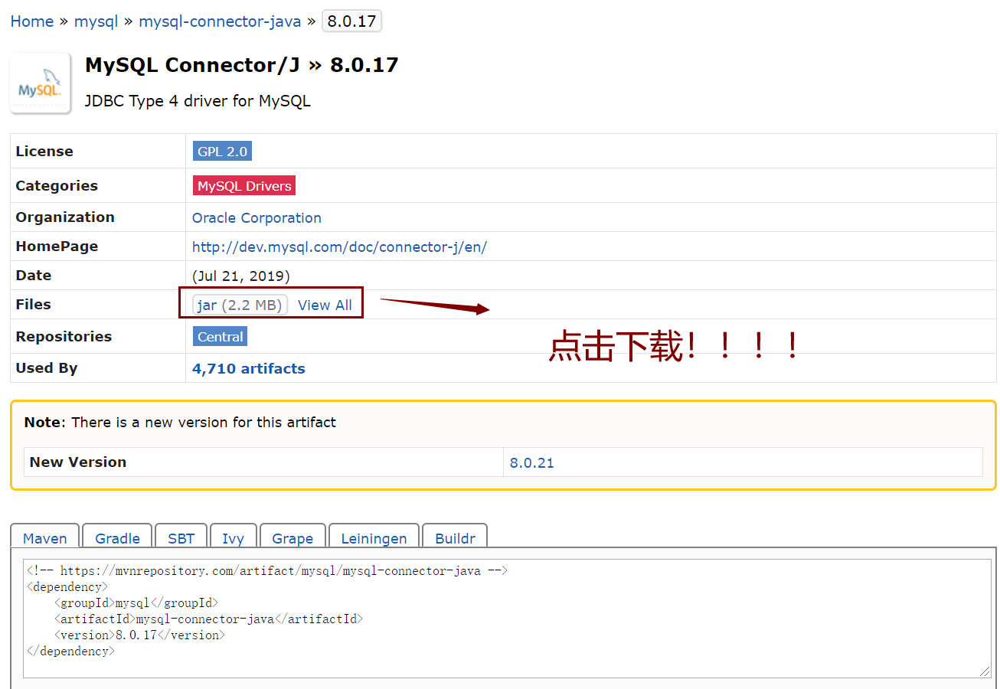 Home » mysql » mysql-connector-java » 8.0.17
MySQL Connector/J » 8.0.17
MySQL
JDBC Type 4 driver for MySQL
License GPL 2.0
Categories MySQL Drivers
Organization Oracle Corporation
HomePage http://dev.mysql.com/doc/connector-j/en/
Date (Jul 21, 2019)
Files jar (2.2 MB) View All
点击下载！！！！
Repositories Central
Used By 4,710 artifacts
Note: There is a new version for this artifact
New Version 8.0.21
Maven Gradle SBT Ivy Grape Leiningen Buildr
<!-- https://mvnrepository.com/artifact/mysql/mysql-connector-java -->
<dependency>
    <groupId>mysql</groupId>
    <artifactId>mysql-connector-java</artifactId>
    <version>8.0.17</version>
</dependency>